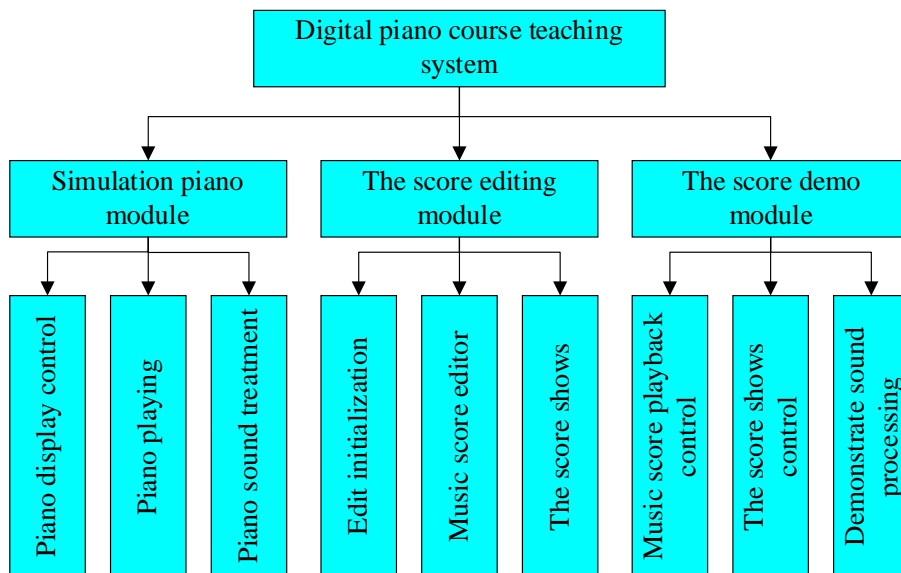 Digital piano course teaching
system
Simulation piano
module
The score editing
module
The score demo
module
Piano display control
Piano playing
Piano sound treatment
Edit initialization
Music score editor
The score shows
Music score playback
control
The score shows
control
Demonstrate sound
processing